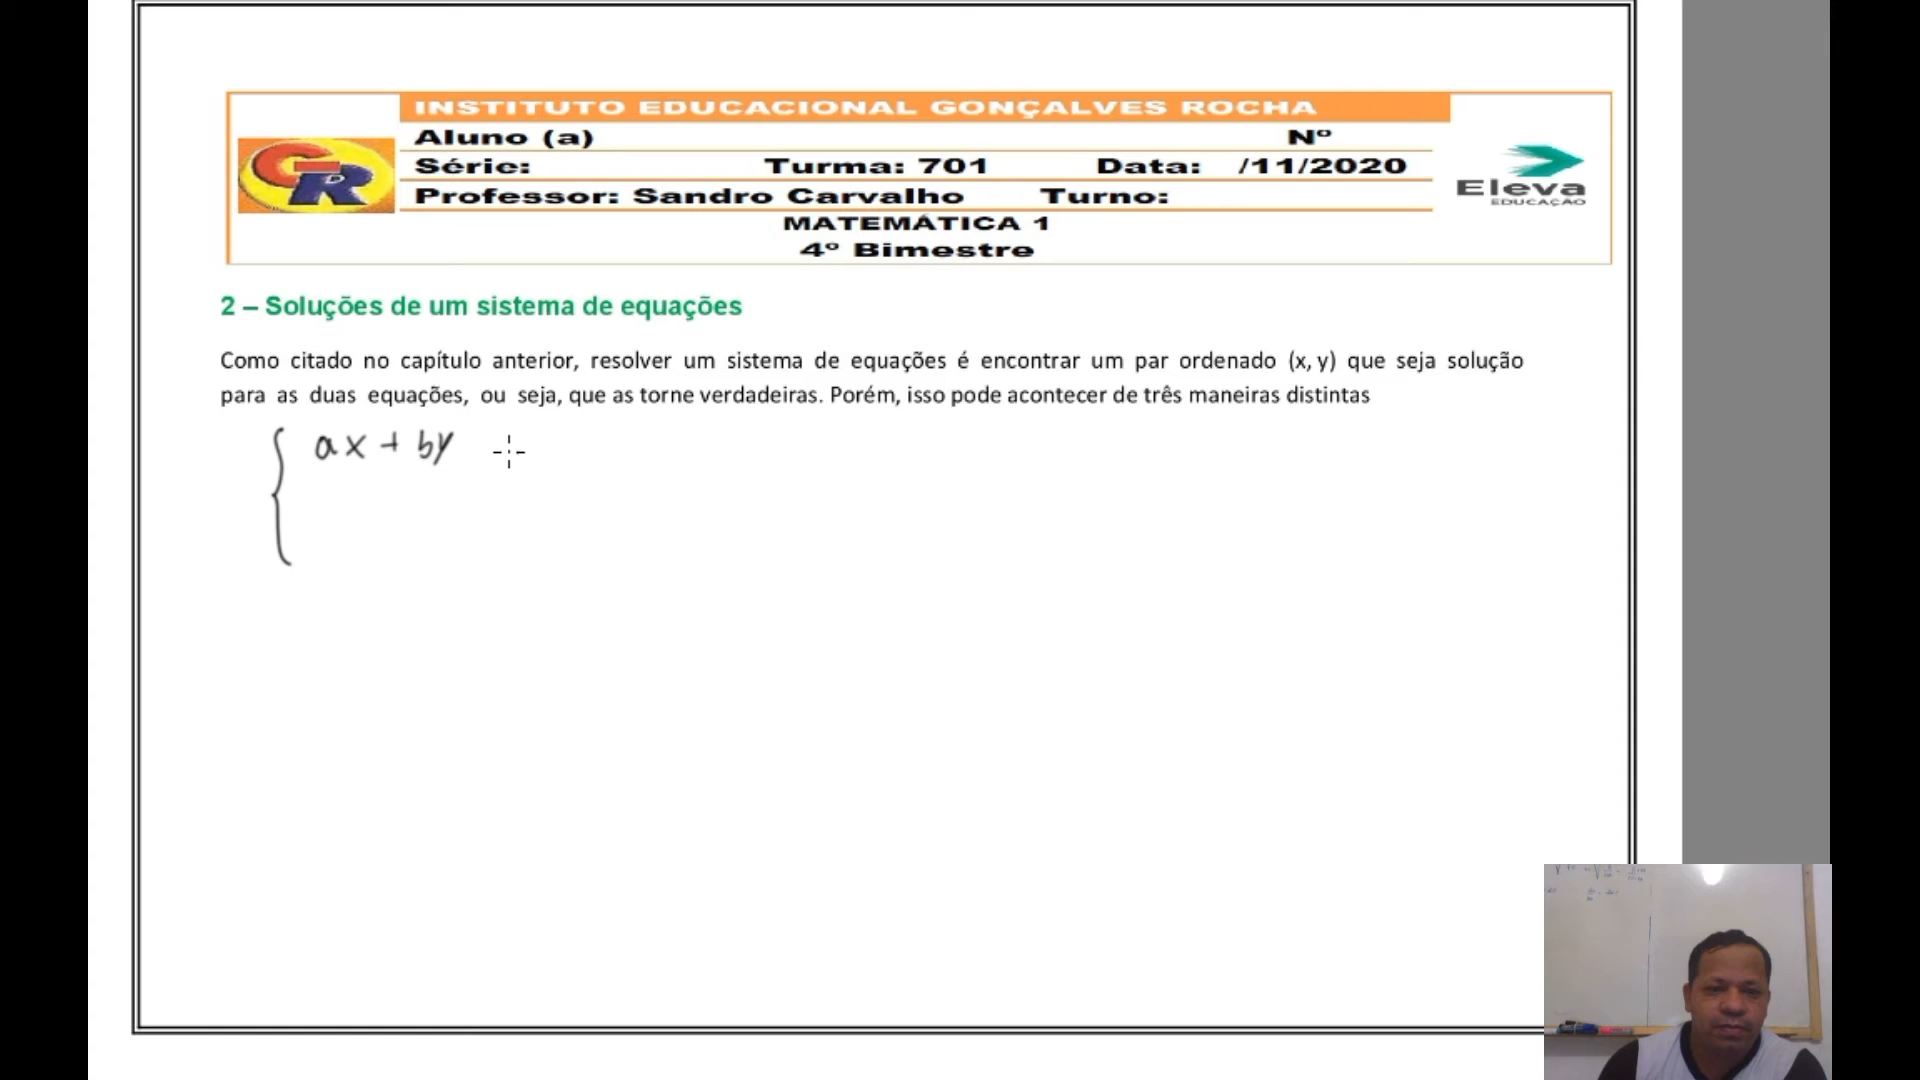 INSTITUTO EDUCACIONAL GONÇALVES ROCHA
Aluno (a) Nº
Série: Turma: 701 Data: /11/2020
Professor: Sandro Carvalho Turno:
MATEMÁTICA 1
4º Bimestre
GR
Eleva
EDUCAÇÃO
2 – Soluções de um sistema de equações
Como citado no capítulo anterior, resolver um sistema de equações é encontrar um par ordenado (x, y) que seja solução
para as duas equações, ou seja, que as torne verdadeiras. Porém, isso pode acontecer de três maneiras distintas
{ ax + by